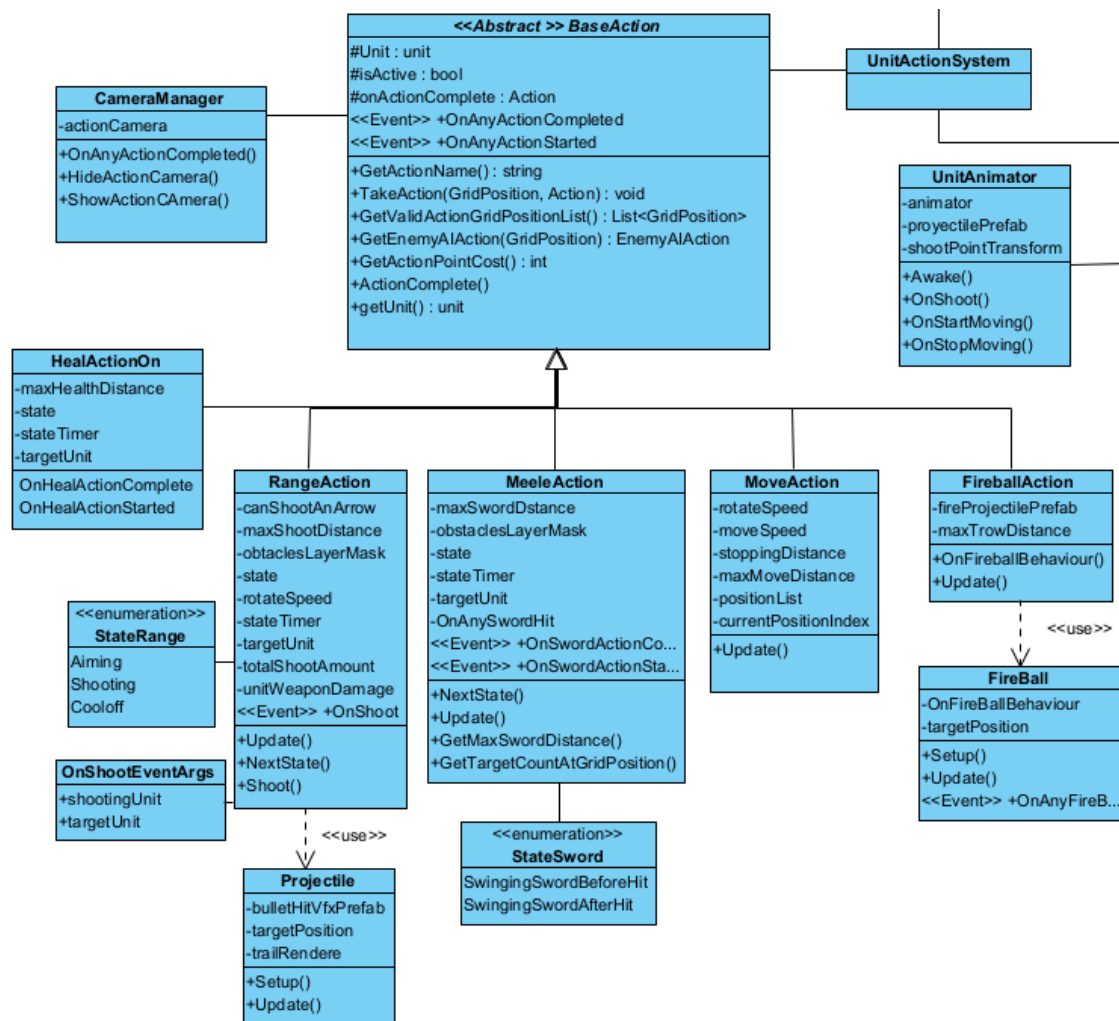 <<Abstract >> BaseAction
#Unit : unit
#isActive : bool
#onActionComplete : Action
<<Event>> +OnAnyActionCompleted
<<Event>> +OnAnyActionStarted
+GetActionName() : string
+TakeAction(GridPosition, Action) : void
+GetValidActionGridPositionList() : List<GridPosition>
+GetEnemyAIAction(GridPosition) : EnemyAIAction
+GetActionPointCost() : int
+ActionComplete()
+getUnit() : unit
UnitActionSystem
CameraManager
-actionCamera
+OnAnyActionCompleted()
+HideActionCamera()
+ShowActionCAmera()
UnitAnimator
-animator
-proyectilePrefab
-shootPointTransform
+Awake()
+OnShoot()
+OnStartMoving()
+OnStopMoving()
HealActionOn
-maxHealthDistance
-state
-stateTimer
-targetUnit
OnHealActionComplete
OnHealActionStarted
RangeAction
-canShootAnArrow
-maxShootDistance
-obtaclesLayerMask
-state
-rotateSpeed
-stateTimer
-targetUnit
-totalShootAmount
-unitWeaponDamage
<<Event>> +OnShoot
+Update()
+NextState()
+Shoot()
MeeleAction
-maxSwordDstance
-obstaclesLayerMask
-state
-stateTimer
-targetUnit
-OnAnySwordHit
<<Event>> +OnSwordActionCo...
<<Event>> +OnSwordActionSta...
+NextState()
+Update()
+GetMaxSwordDistance()
+GetTargetCountAtGridPosition()
MoveAction
-rotateSpeed
-moveSpeed
-stoppingDistance
-maxMoveDistance
-positionList
-currentPositionIndex
+Update()
FireballAction
-fireProjectilePrefab
-maxTrowDistance
+OnFireballBehaviour()
+Update()
<<use>>
FireBall
-OnFireBallBehaviour
-targetPosition
+Setup()
+Update()
<<Event>> +OnAnyFireB...
<<enumeration>>
StateRange
Aiming
Shooting
Cooloff
OnShootEventArgs
+shootingUnit
+targetUnit
<<use>>
Projectile
-bulletHitVfxPrefab
-targetPosition
-trailRendere
+Setup()
+Update()
<<enumeration>>
StateSword
SwingingSwordBeforeHit
SwingingSwordAfterHit